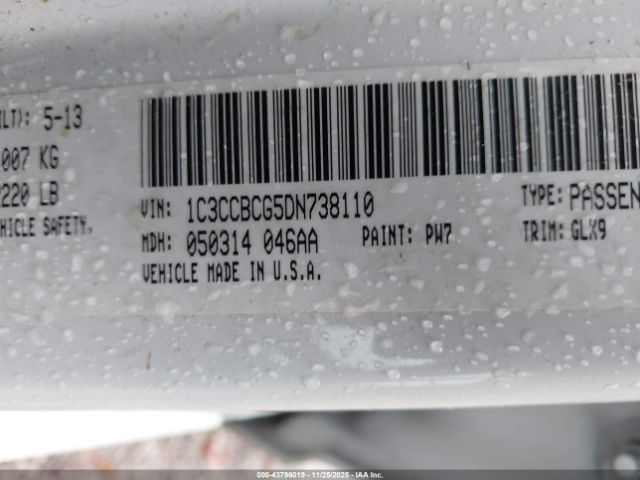 ILT): 5-13
007 KG
220 LB
HICLE SAFETY.
VIN: 1C3CCBCG5DN738110
TYPE: PASSEN
MDH: 050314 046AA
PAINT: PW7
TRIM: GLX9
VEHICLE MADE IN U.S.A.
000-43796019 - 11/25/2025 - IAA Inc.